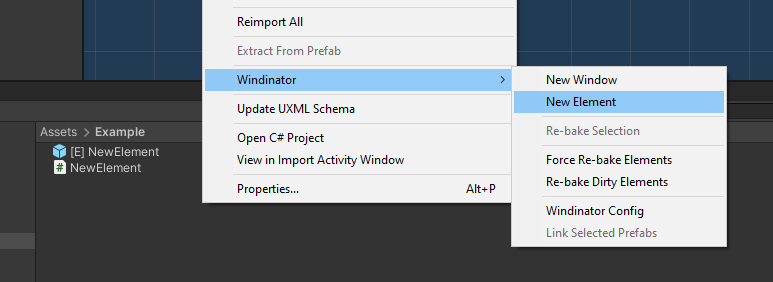 Reimport All
Extract From Prefab
Windinator >
Update UXML Schema
Open C# Project
View in Import Activity Window
Properties... Alt+P
New Window
New Element
Re-bake Selection
Force Re-bake Elements
Re-bake Dirty Elements
Windinator Config
Link Selected Prefabs
Assets > Example
[E] NewElement
# NewElement